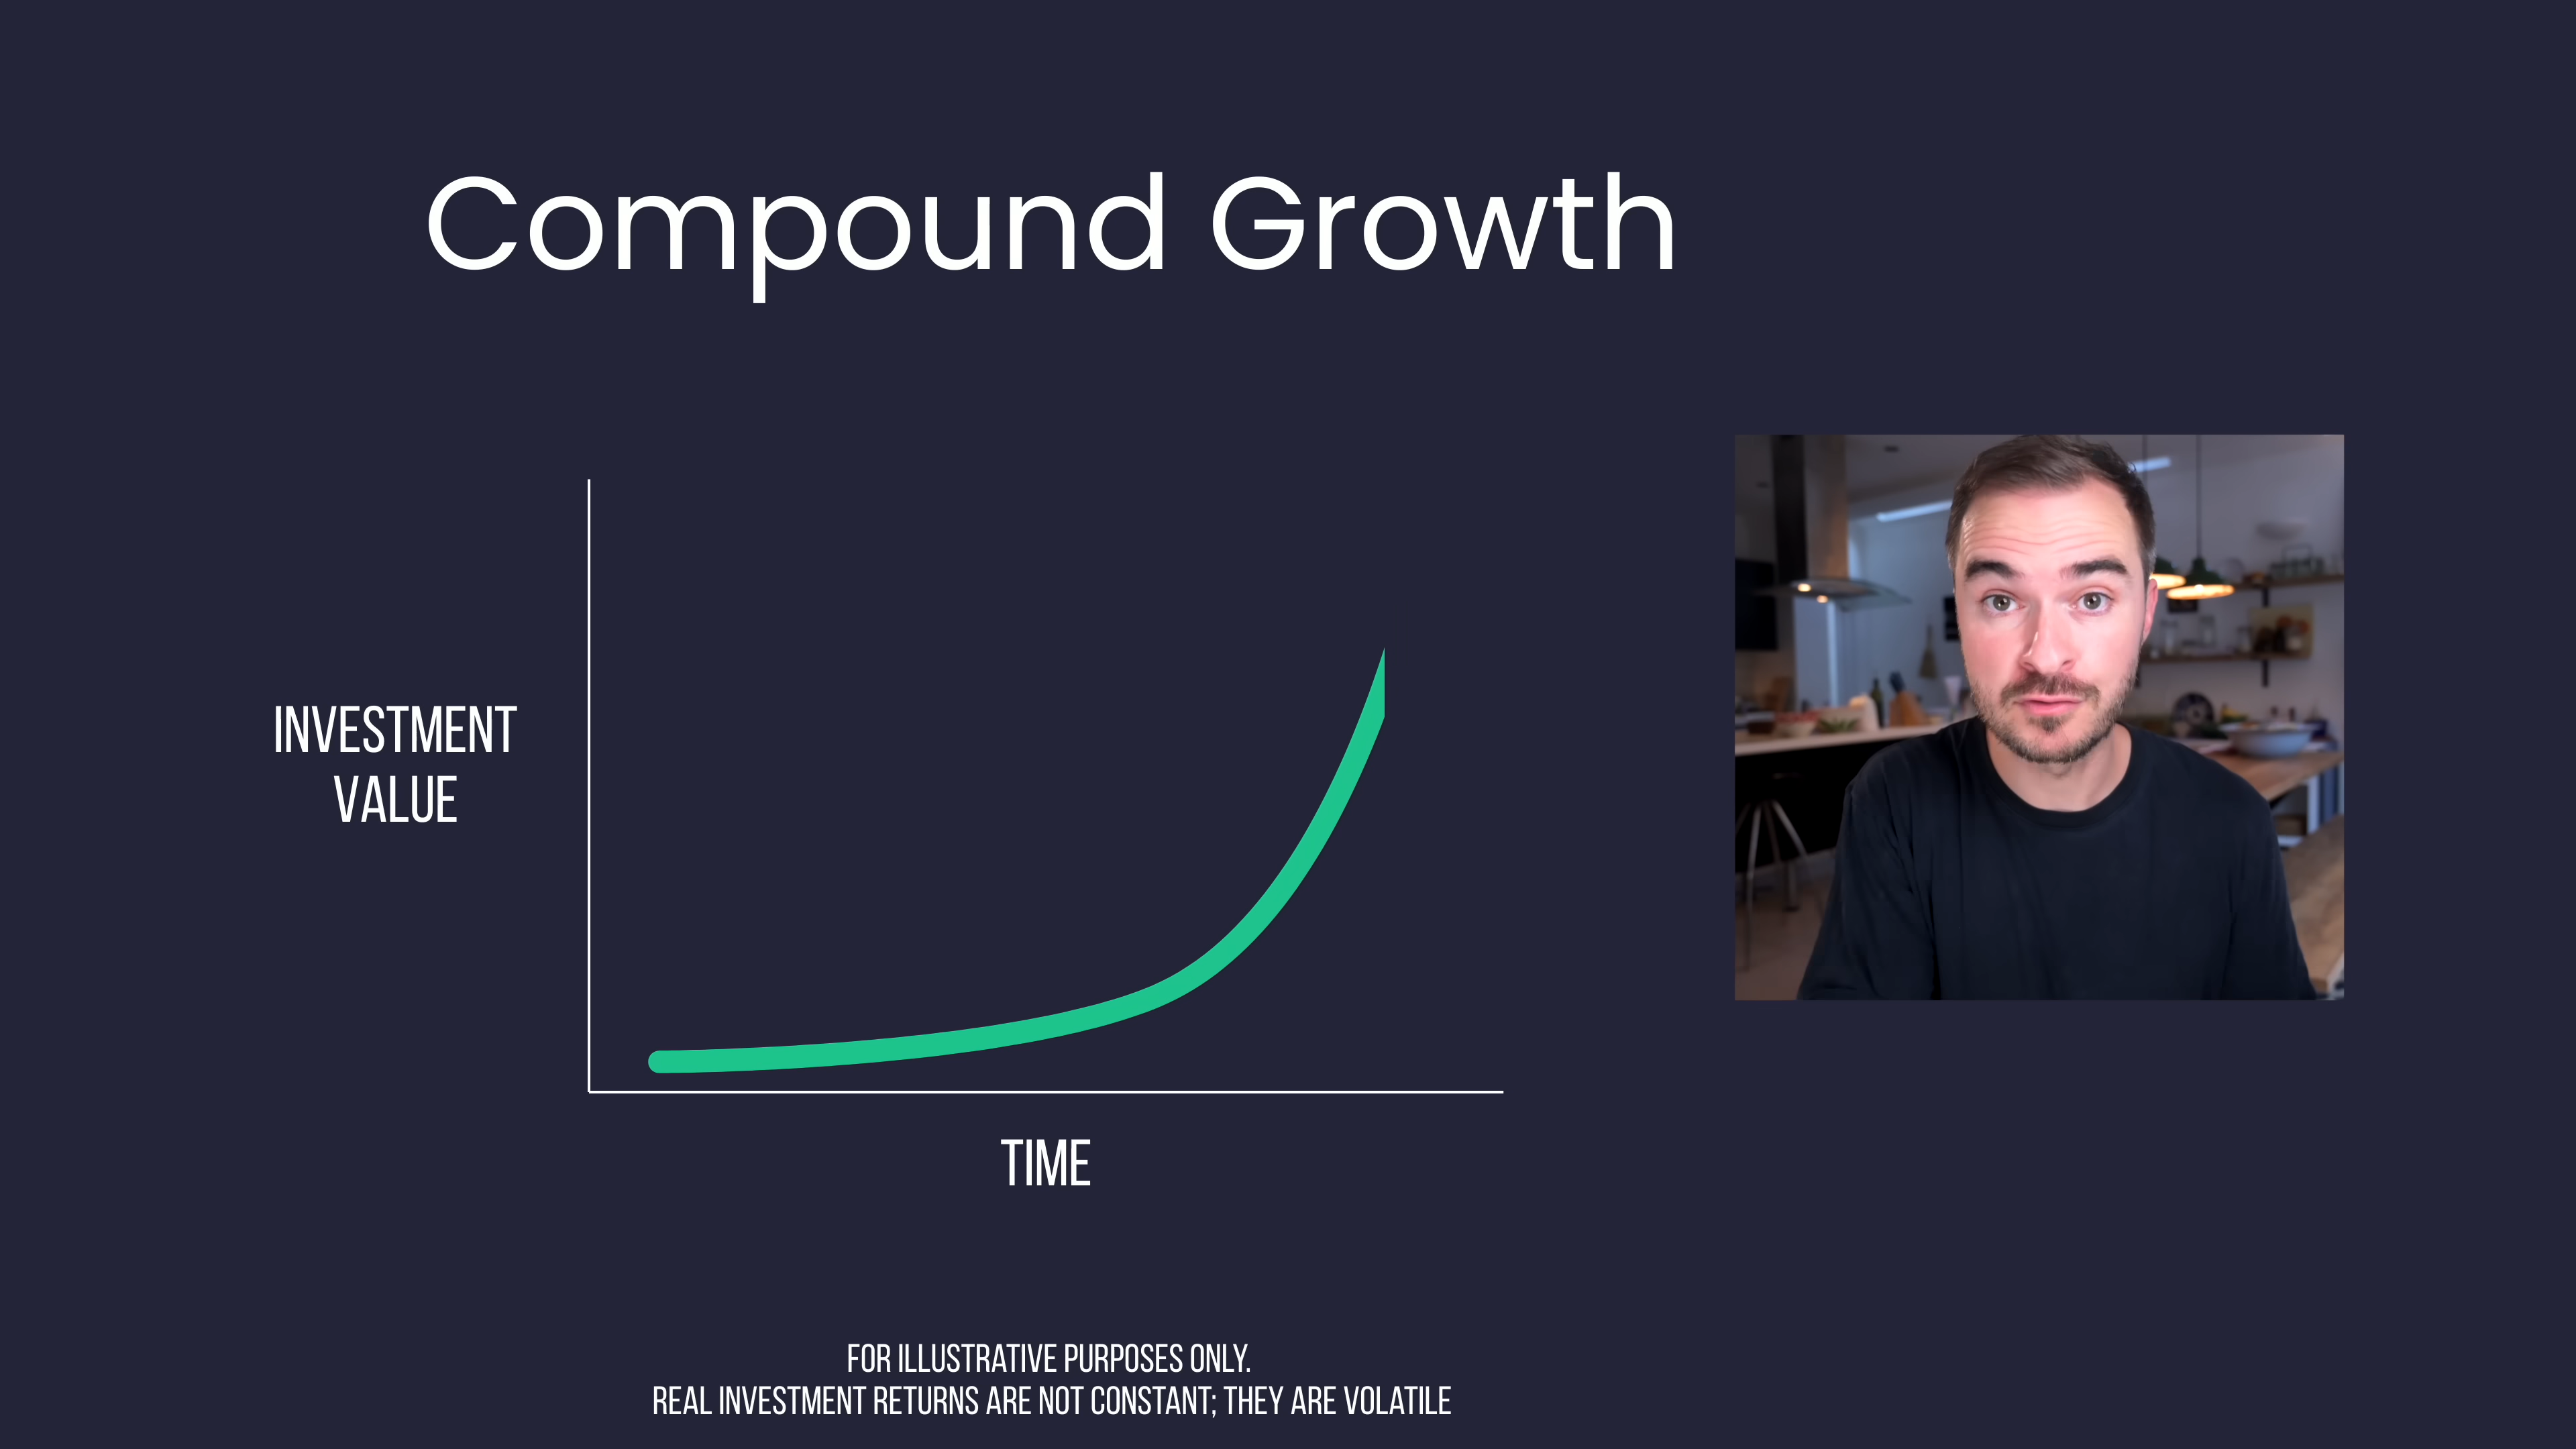 Compound Growth
INVESTMENT
VALUE
TIME
FOR ILLUSTRATIVE PURPOSES ONLY.
REAL INVESTMENT RETURNS ARE NOT CONSTANT; THEY ARE VOLATILE